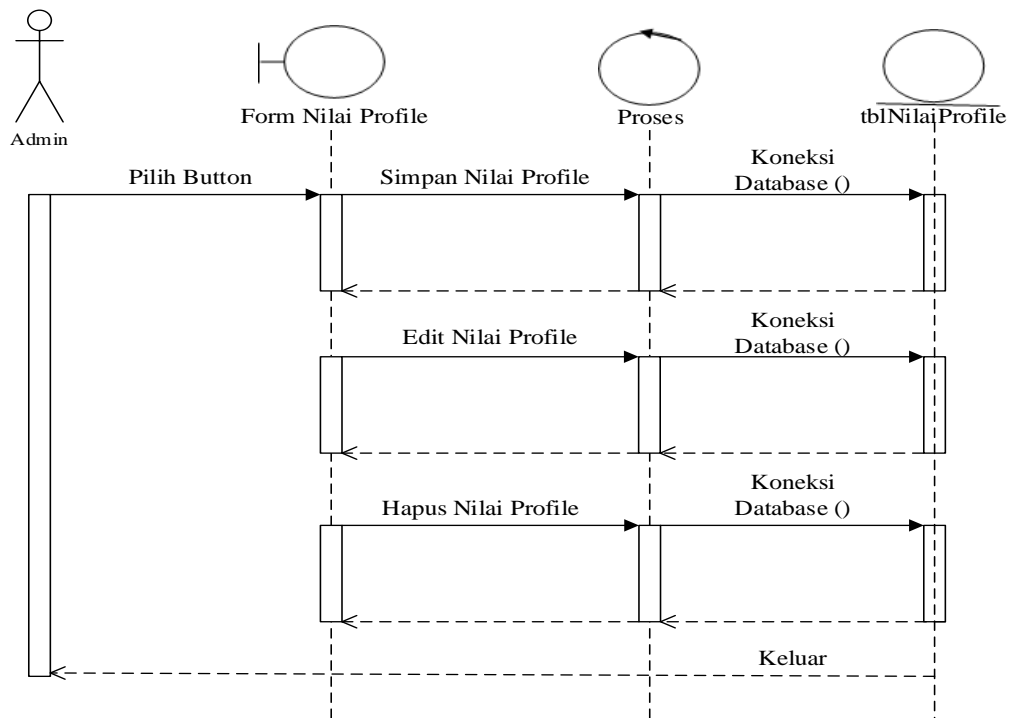 Form Nilai Profile
Proses
tblNilaiProfile
Admin
Pilih Button
Simpan Nilai Profile
Koneksi
Database ()
Edit Nilai Profile
Koneksi
Database ()
Hapus Nilai Profile
Koneksi
Database ()
Keluar